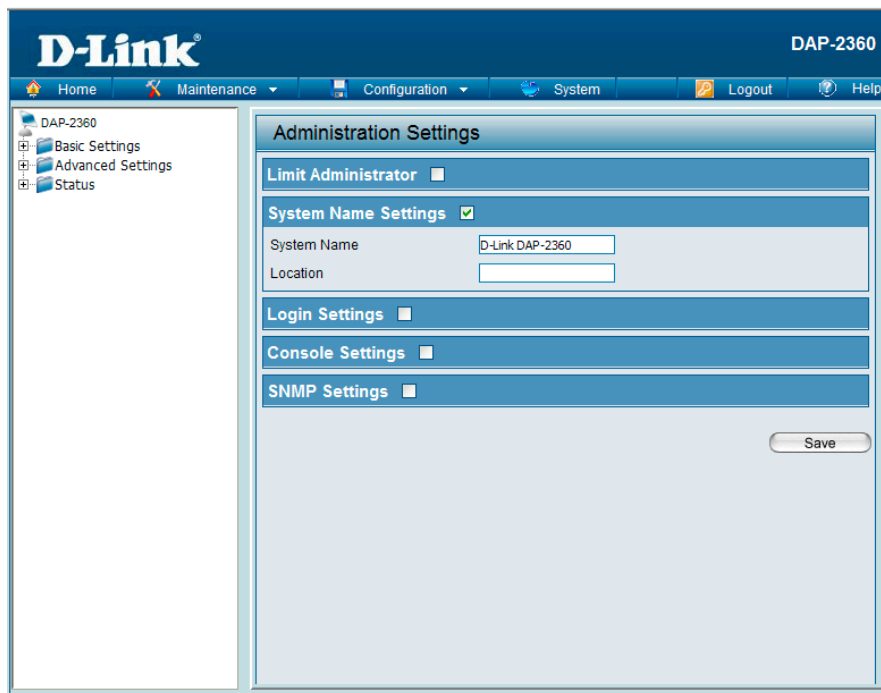 D-Link®
DAP-2360
Home Maintenance Configuration System Logout Help
DAP-2360
Basic Settings
Advanced Settings
Status
Administration Settings
Limit Administrator
System Name Settings
System Name D-Link DAP-2360
Location
Login Settings
Console Settings
SNMP Settings
Save